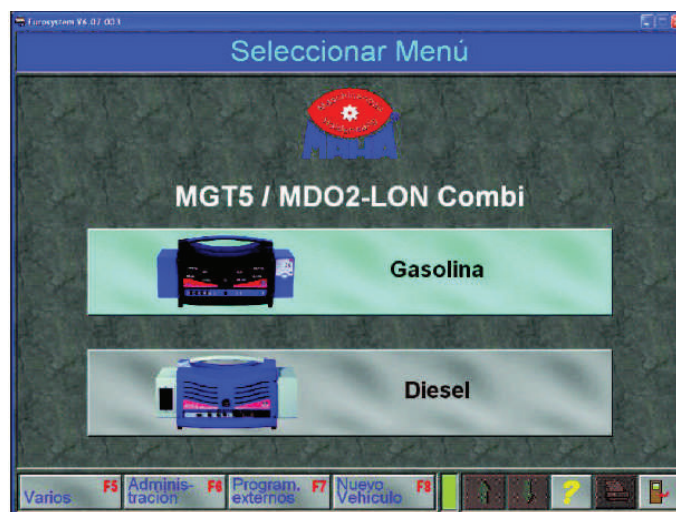 Eurosystem V6.02.003
Seleccionar Menú
MAHA
MGT5 / MDO2-LON Combi
Gasolina
Diesel
Varios F5
Adminis- F6
tración
Program. F7
externos
Nuevo F8
Vehículo
?